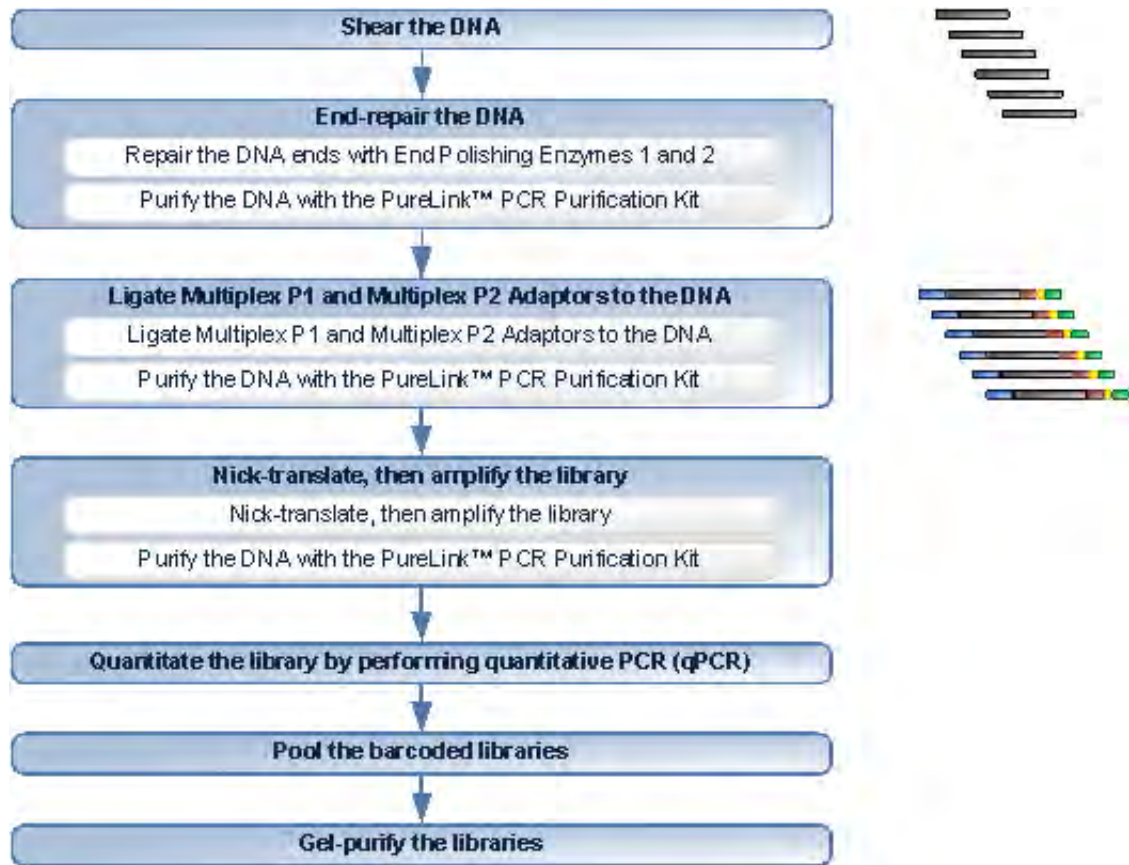 Shear the DNA
End-repair the DNA
Repair the DNA ends with End Polishing Enzymes 1 and 2
Purify the DNA with the PureLink™ PCR Purification Kit
Ligate Multiplex P1 and Multiplex P2 Adaptors to the DNA
Ligate Multiplex P1 and Multiplex P2 Adaptors to the DNA
Purify the DNA with the PureLink™ PCR Purification Kit
Nick-translate, then amplify the library
Nick-translate, then amplify the library
Purify the DNA with the PureLink™ PCR Purification Kit
Quantitate the library by performing quantitative PCR (qPCR)
Pool the barcoded libraries
Gel-purify the libraries